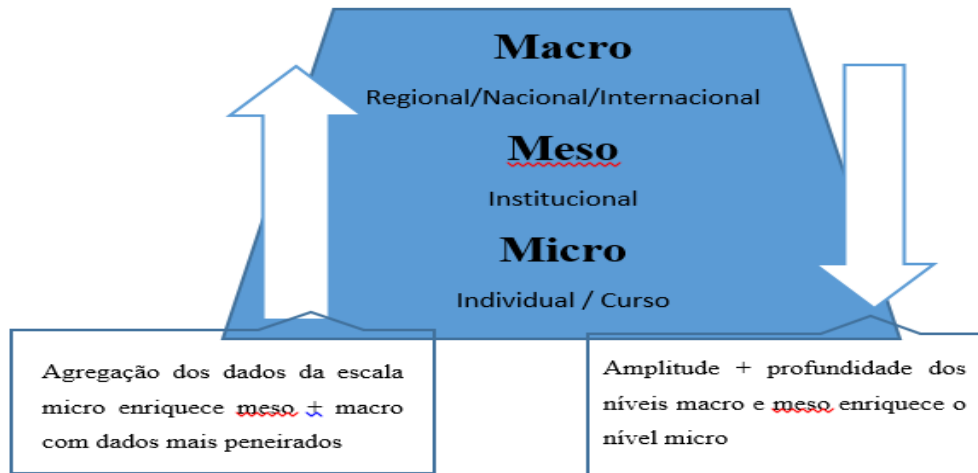 Macro
Regional/Nacional/Internacional
Meso
Institucional
Micro
Individual / Curso
Agregação dos dados da escala
micro enriquece meso + macro
com dados mais peneirados
Amplitude + profundidade dos
níveis macro e meso enriquece o
nível micro